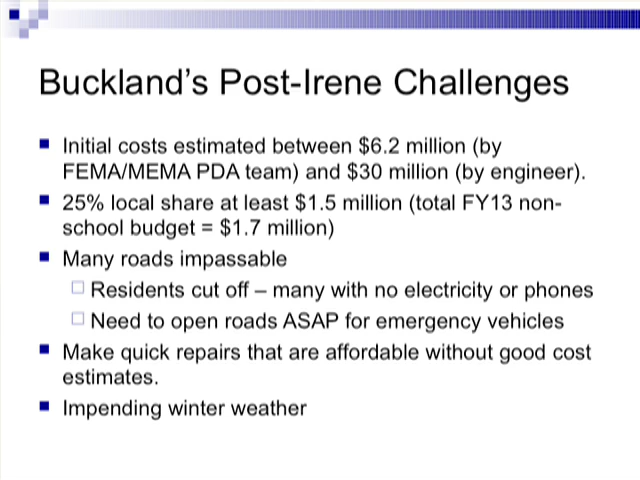 Buckland's Post-Irene Challenges
Initial costs estimated between $6.2 million (by
FEMA/MEMA PDA team) and $30 million (by engineer).
25% local share at least $1.5 million (total FY13 non-
school budget = $1.7 million)
Many roads impassable
Residents cut off – many with no electricity or phones
Need to open roads ASAP for emergency vehicles
Make quick repairs that are affordable without good cost
estimates.
Impending winter weather